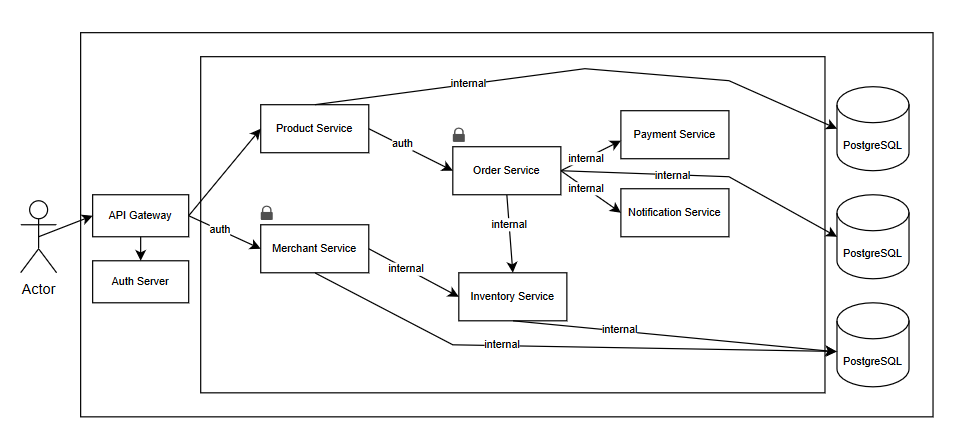 internal
Product Service
auth
Order Service
internal
internal
Payment Service
internal
Notification Service
PostgreSQL
Actor
API Gateway
Auth Server
auth
Merchant Service
internal
internal
Inventory Service
internal
internal
PostgreSQL
PostgreSQL